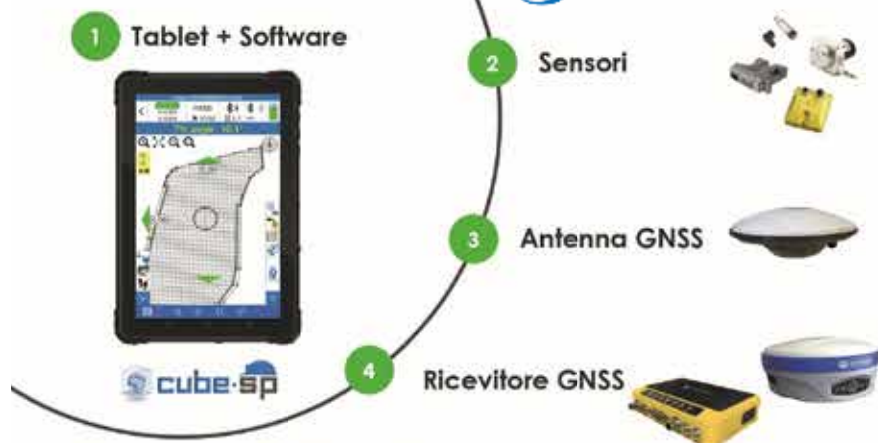 1 Tablet + Software
2 Sensori
3 Antenna GNSS
4 Ricevitore GNSS
cube·sp